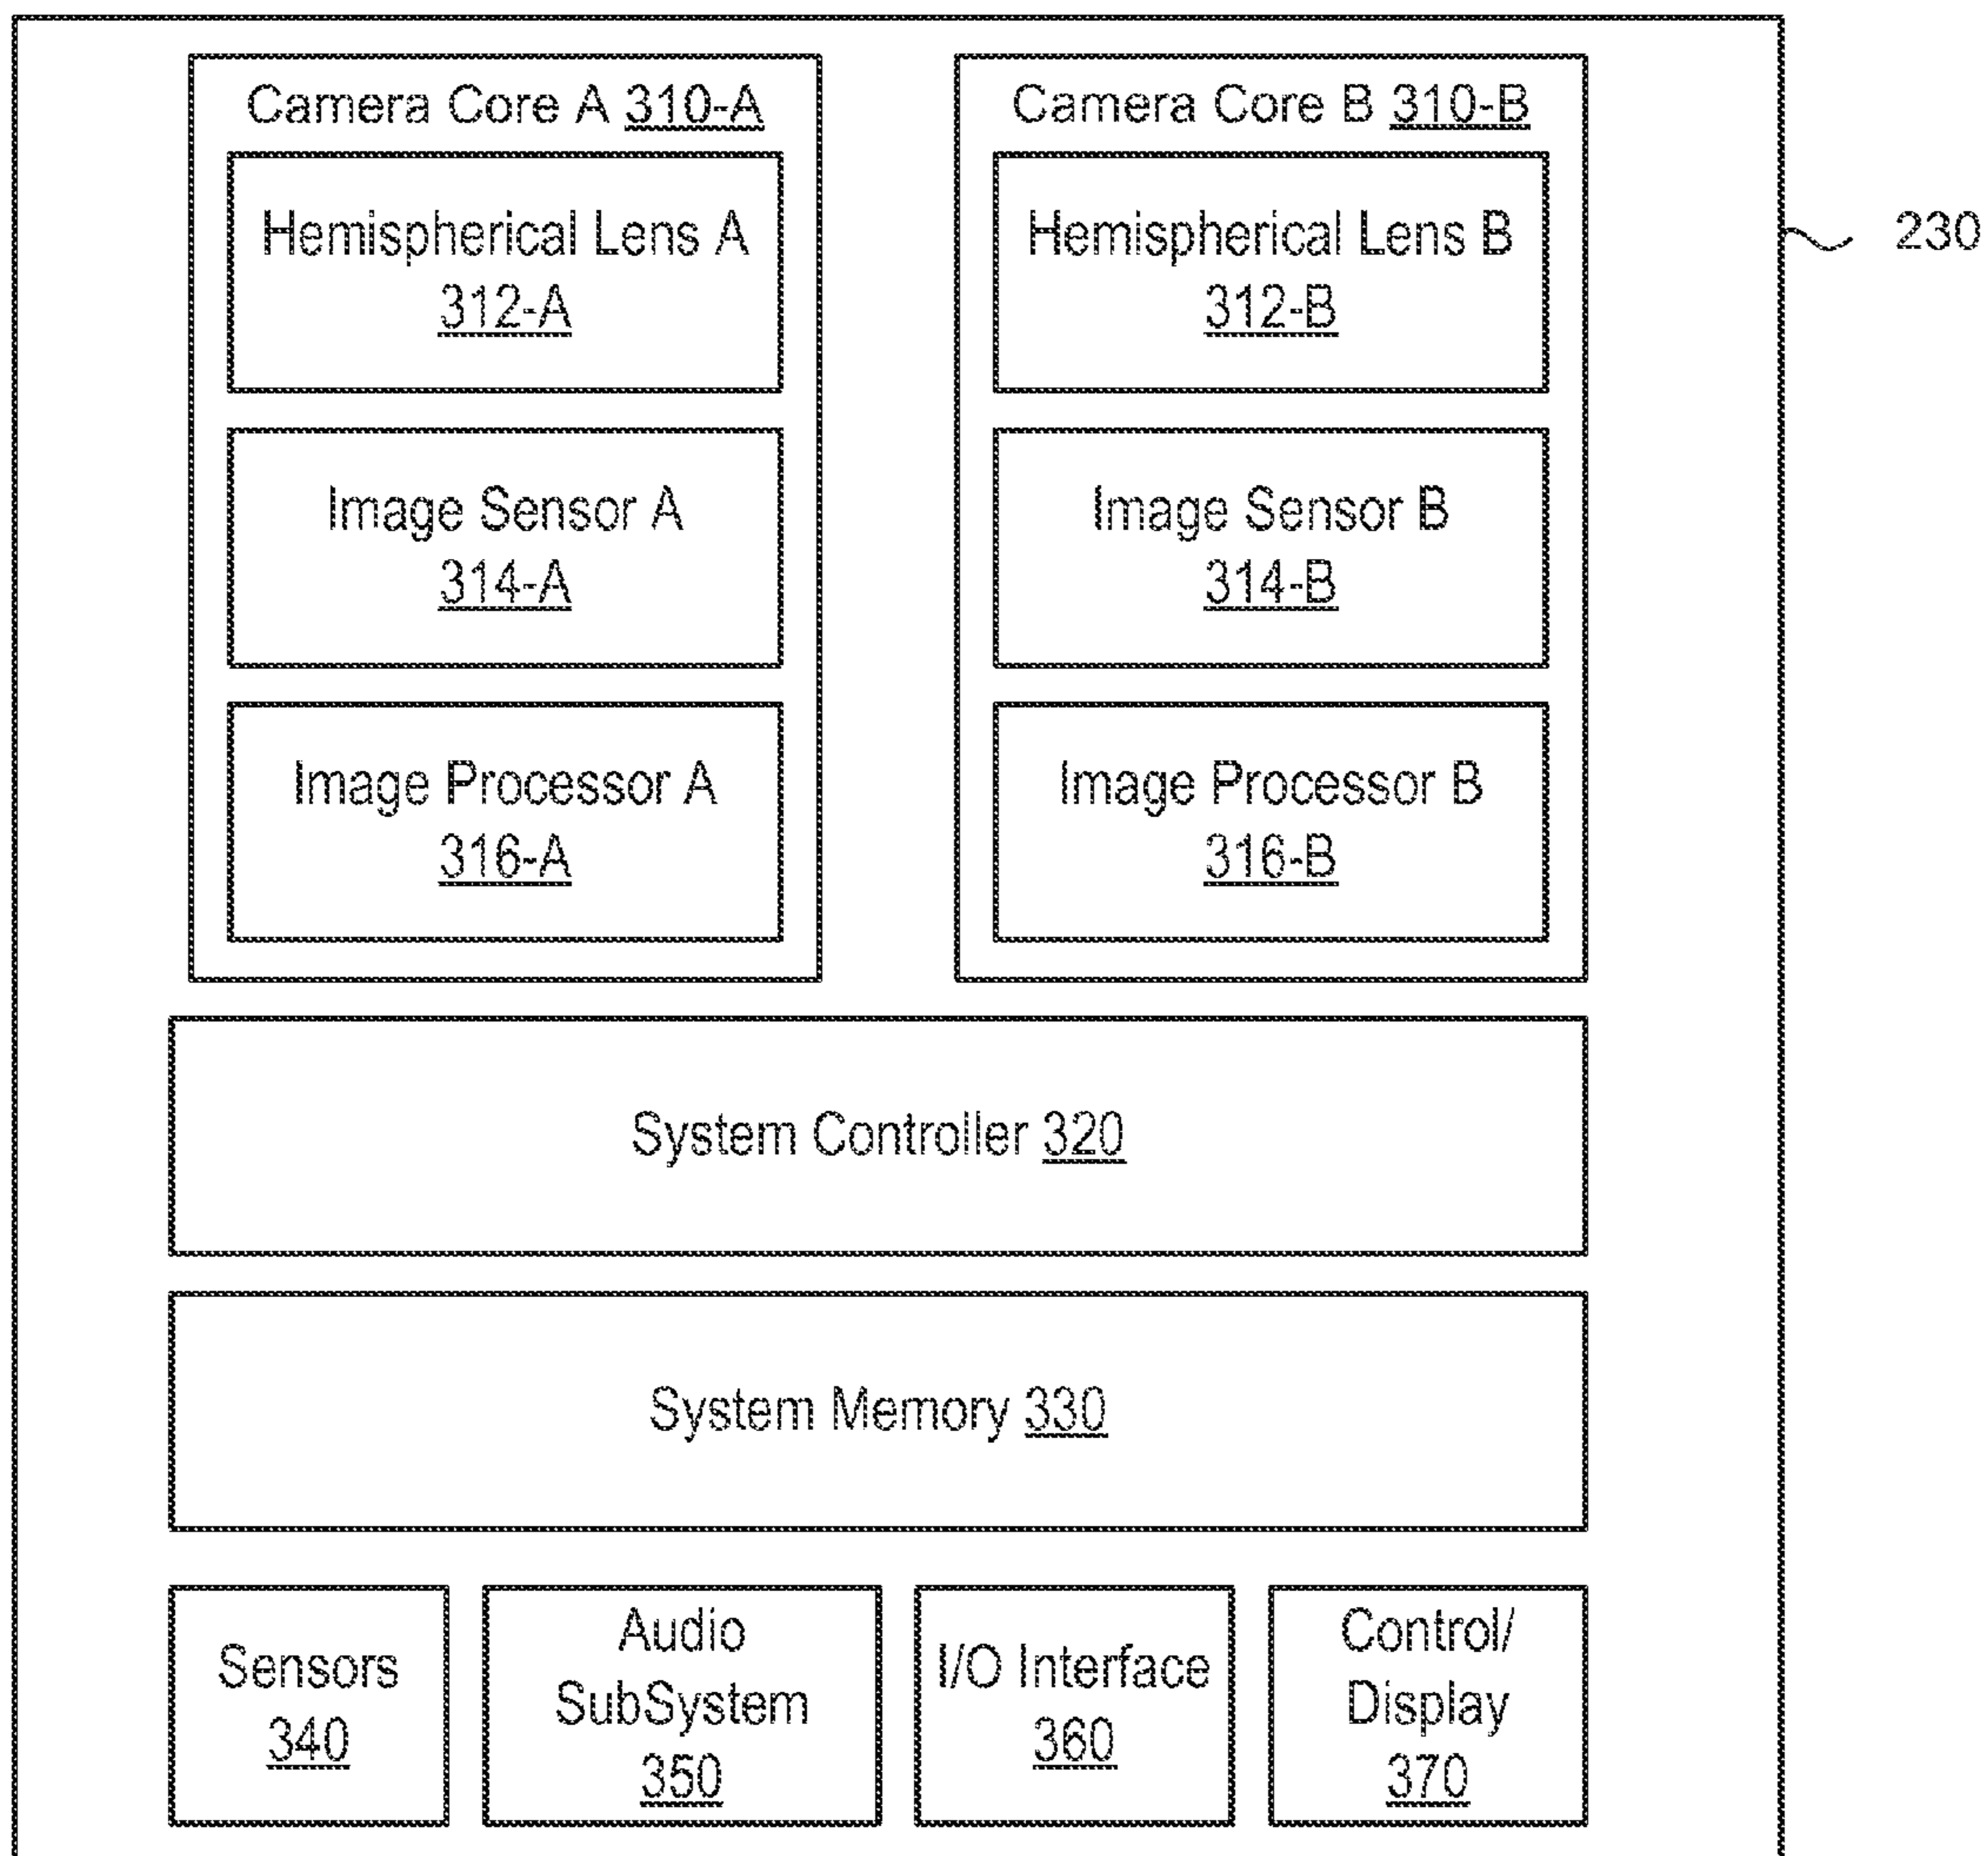 Camera Core A 310-A
Hemispherical Lens A
312-A
Image Sensor A
314-A
Image Processor A
316-A
Camera Core B 310-B
Hemispherical Lens B
312-B
Image Sensor B
314-B
Image Processor B
316-B
230
System Controller 320
System Memory 330
Sensors
340
Audio
SubSystem
350
I/O Interface
360
Control/
Display
370